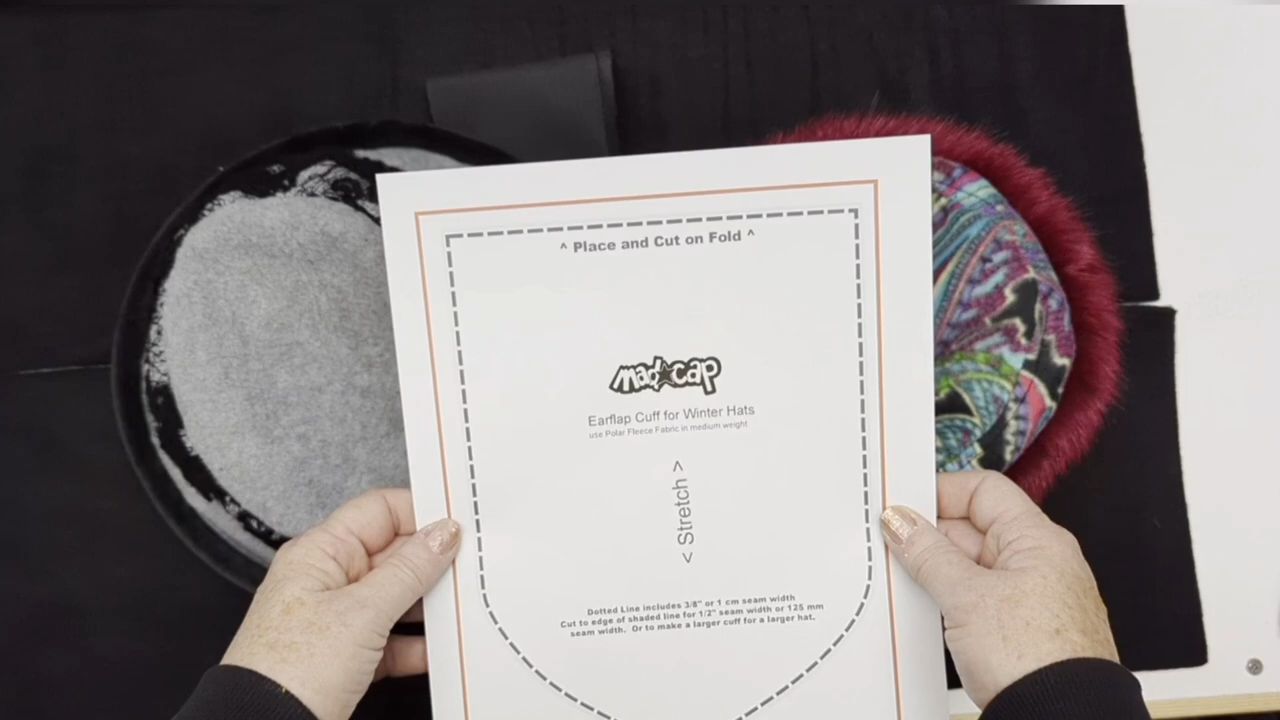 ^ Place and Cut on Fold ^
mad cap
Earflap Cuff for Winter Hats
use Polar Fleece Fabric in medium weight
< Stretch >
Dotted Line includes 3/8" or 1 cm seam width
Cut to edge of shaded line for 1/2" seam width or 125 mm
seam width. Or to make a larger cuff for a larger hat.